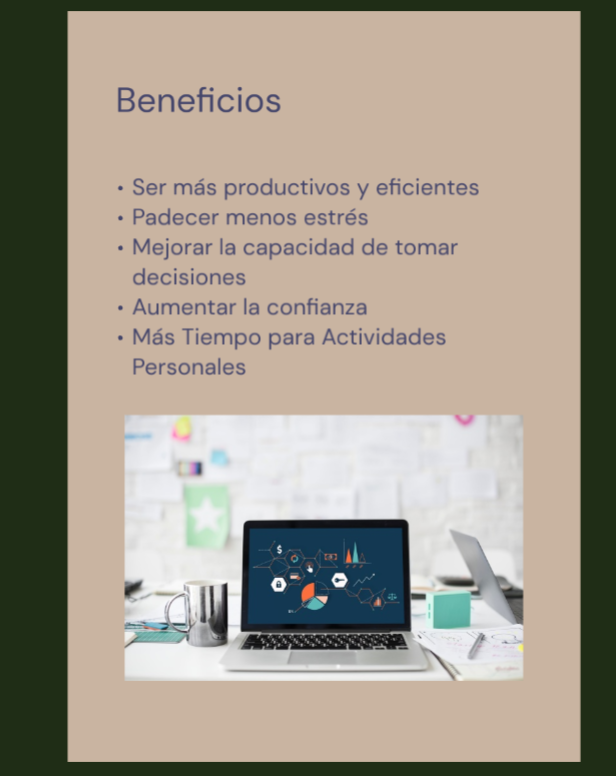 Beneficios
• Ser más productivos y eficientes
• Padecer menos estrés
• Mejorar la capacidad de tomar
decisiones
• Aumentar la confianza
• Más Tiempo para Actividades
Personales
$